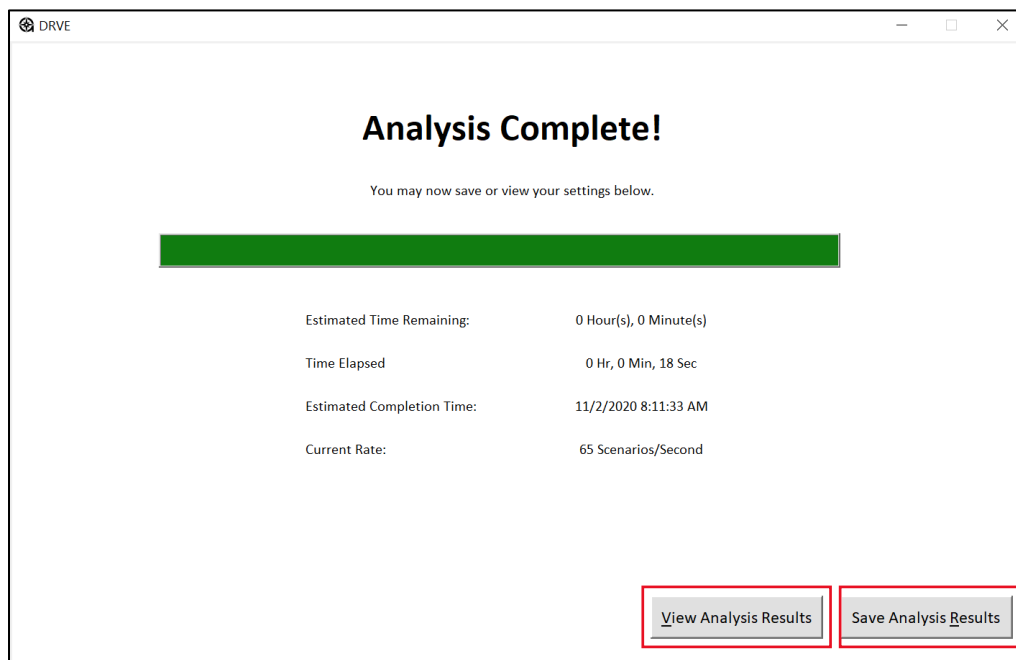 DRVE
Analysis Complete!
You may now save or view your settings below.
Estimated Time Remaining: 0 Hour(s), 0 Minute(s)
Time Elapsed 0 Hr, 0 Min, 18 Sec
Estimated Completion Time: 11/2/2020 8:11:33 AM
Current Rate: 65 Scenarios/Second
View Analysis Results Save Analysis Results